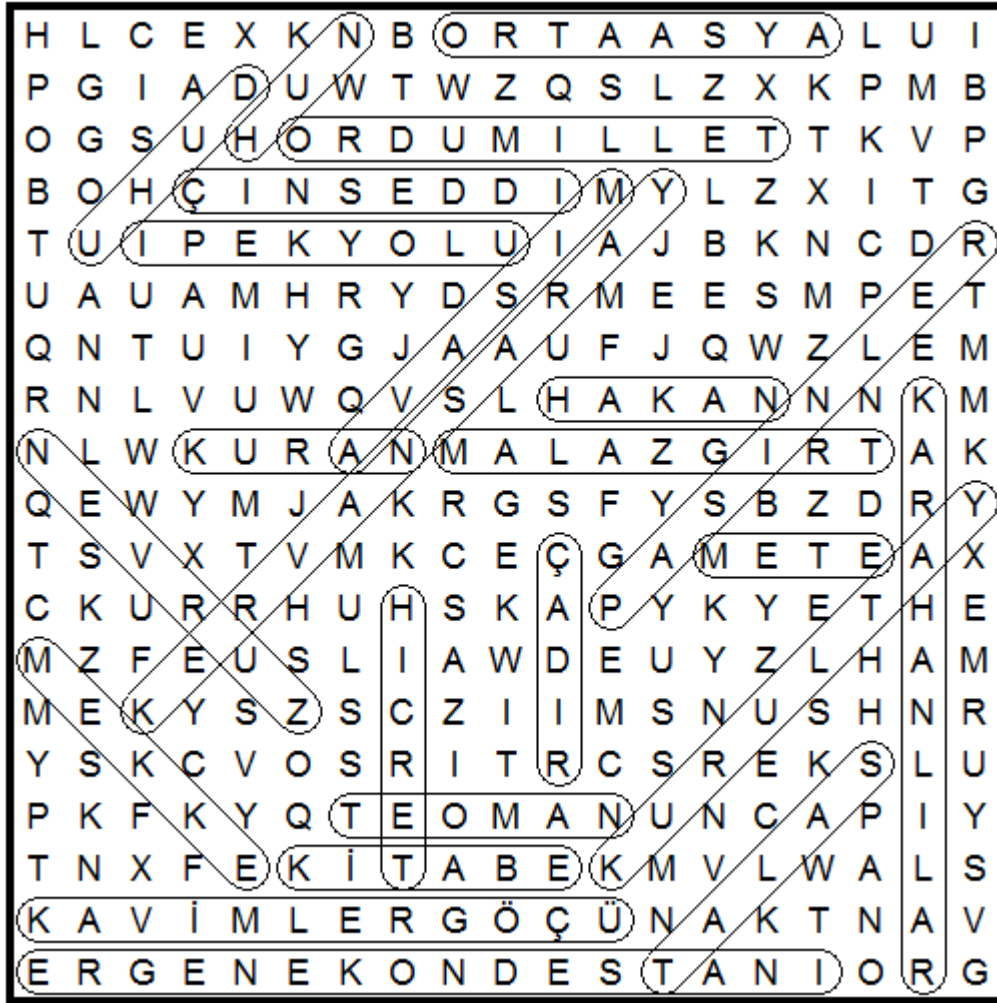 H L C E X K N B O R T A A S Y A L U I
P G I A D U W T W Z Q S L Z X K P M B
O G S U H O R D U M I L L E T T K V P
B O H Ç I N S E D D I M Y L Z X I T G
T U I P E K Y O L U I A J B K N C D R
U A U A M H R Y D S R M E E S M P E T
Q N T U I Y G J A A U F J Q W Z L E M
R N L V U W Q V S L H A K A N N N K M
N L W K U R A N M A L A Z G I R T A K
Q E W Y M J A K R G S F Y S B Z D R Y
T S V X T V M K C E Ç G A M E T E A X
C K U R R H U H S K A P Y K Y E T H E
M Z F E U S L I A W D E U Y Z L H A M
M E K Y S Z S C Z I I M S N U S H N R
Y S K C V O S R I T R C S R E K S L U
P K F K Y Q T E O M A N U N C A P I Y
T N X F E K İ T A B E K M V L W A L S
K A V İ M L E R G Ö Ç Ü N A K T N A V
E R G E N E K O N D E S T A N I O R G